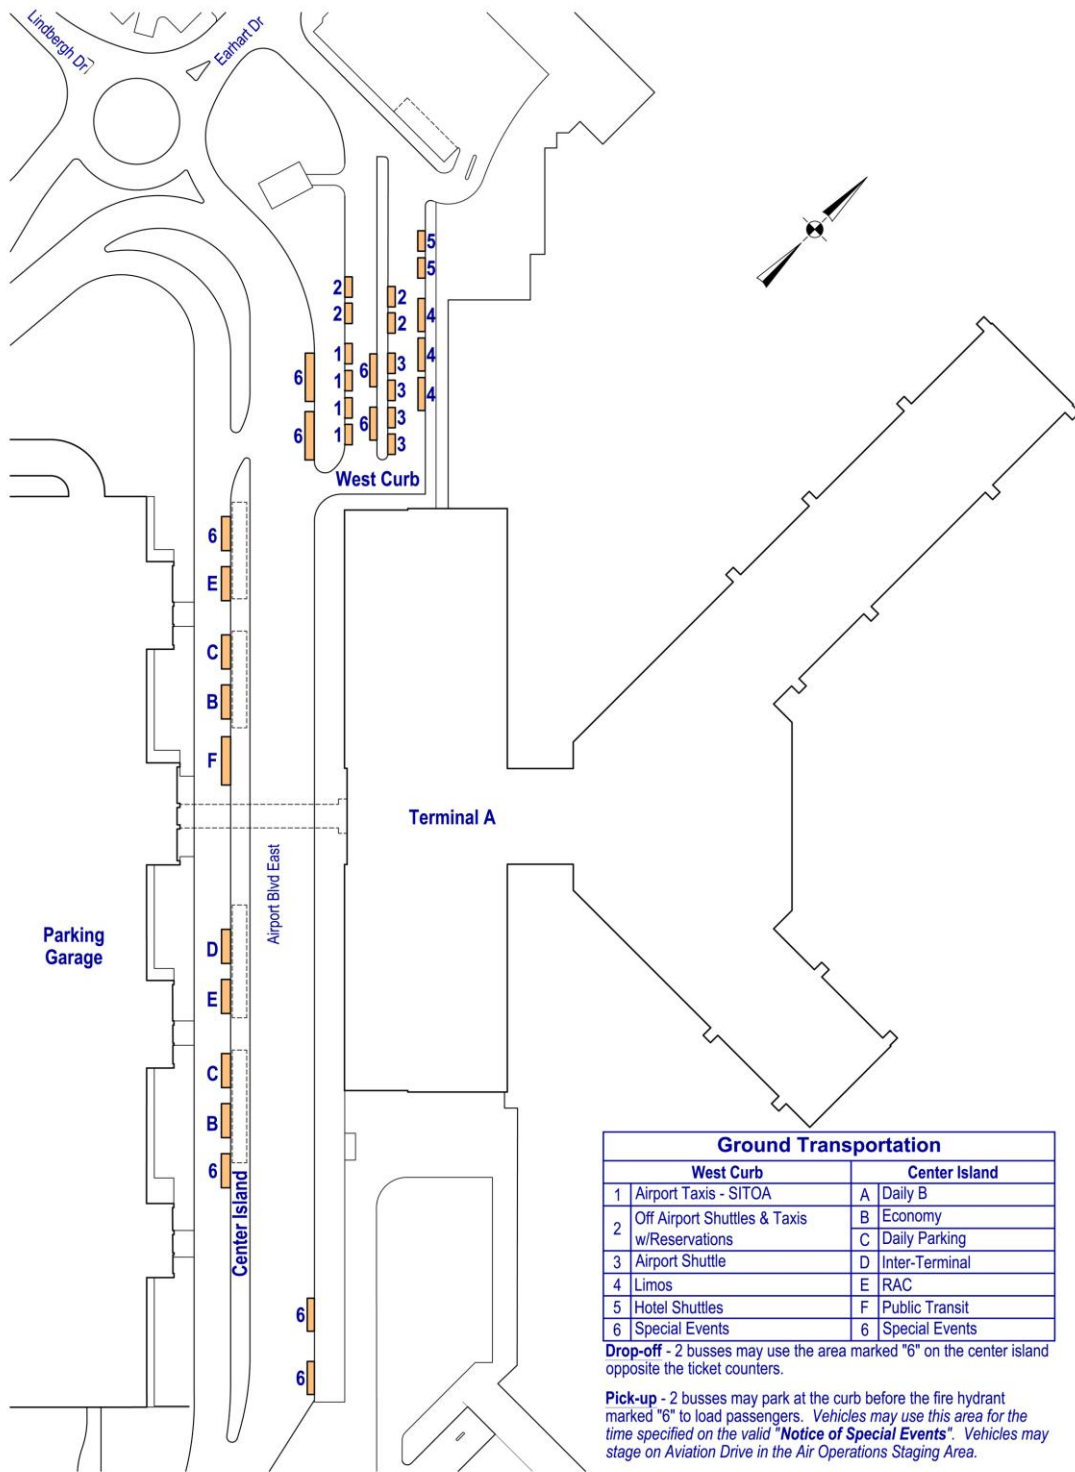 Lindbergh Dr
Earhart Dr
5
5
2
2
2
2
4
4
4
1
1
1
1
6
6
6
6
3
3
3
3
West Curb
6
E
C
B
F
Terminal A
Airport Blvd East
Parking
Garage
D
E
C
B
6
Center Island
6
6
Ground Transportation
West Curb
Center Island
1 Airport Taxis - SITOA A Daily B
2 Off Airport Shuttles & Taxis B Economy
w/Reservations C Daily Parking
3 Airport Shuttle D Inter-Terminal
4 Limos E RAC
5 Hotel Shuttles F Public Transit
6 Special Events 6 Special Events
Drop-off - 2 busses may use the area marked "6" on the center island
opposite the ticket counters.
Pick-up - 2 busses may park at the curb before the fire hydrant
marked "6" to load passengers. Vehicles may use this area for the
time specified on the valid "Notice of Special Events". Vehicles may
stage on Aviation Drive in the Air Operations Staging Area.